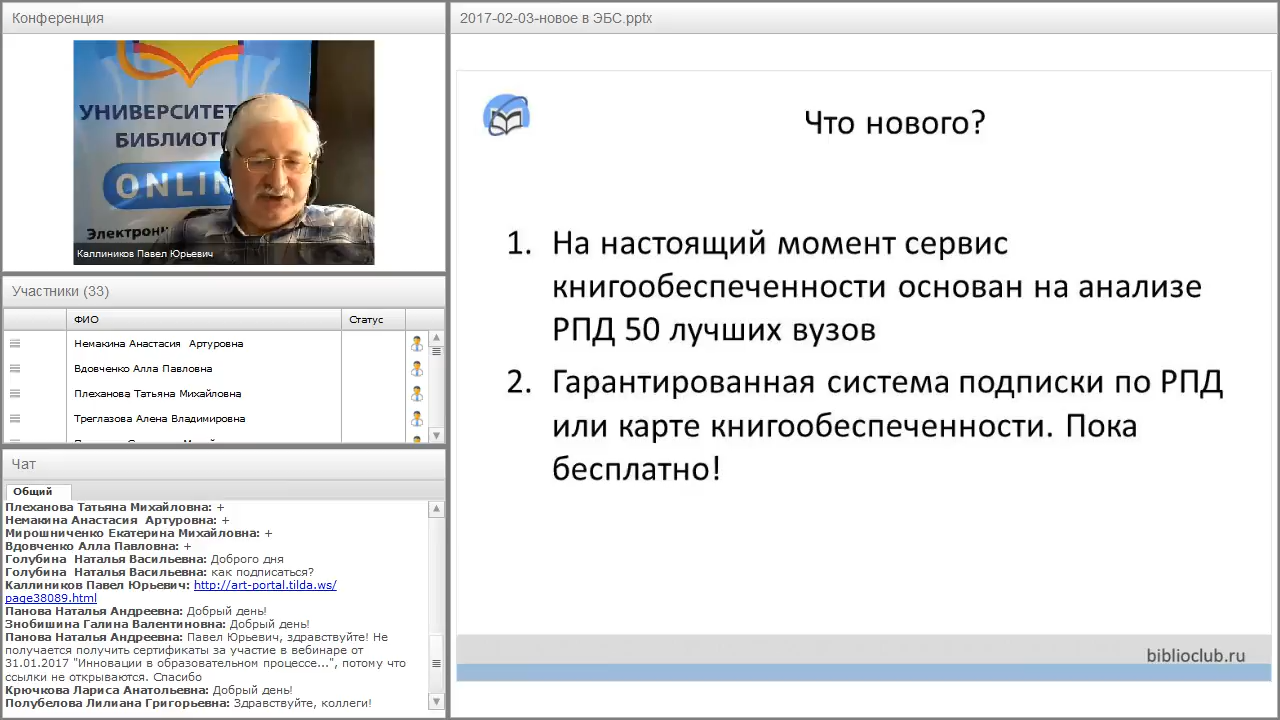 Конференция
УНИВЕРСИТЕТ
БИБЛИОТ
ONLIN
Электрон
Каллиников Павел Юрьевич
Участники (33)
ФИО
Статус
Немакина Анастасия Артуровна
Вдовченко Алла Павловна
Плеханова Татьяна Михайловна
Треглазова Алена Владимировна
Чат
Общий
Плеханова Татьяна Михайловна: +
Немакина Анастасия Артуровна: +
Мирошниченко Екатерина Михайловна: +
Вдовченко Алла Павловна: +
Голубина Наталья Васильевна: Доброго дня
Голубина Наталья Васильевна: как подписаться?
Каллиников Павел Юрьевич: http://art-portal.tilda.ws/
page38089.html
Панова Наталья Андреевна: Добрый день!
Знобишина Галина Валентиновна: Добрый день!
Панова Наталья Андреевна: Павел Юрьевич, здравствуйте! Не
получается получить сертификаты за участие в вебинаре от
31.01.2017 "Инновации в образовательном процессе...", потому что
ссылки не открываются. Спасибо
Крючкова Лариса Анатольевна: Добрый день!
Полубелова Лилиана Григорьевна: Здравствуйте, коллеги!
2017-02-03-новое в ЭБС.pptx
Что нового?
1. На настоящий момент сервис
книгообеспеченности основан на анализе
РПД 50 лучших вузов
2. Гарантированная система подписки по РПД
или карте книгообеспеченности. Пока
бесплатно!
biblioclub.ru